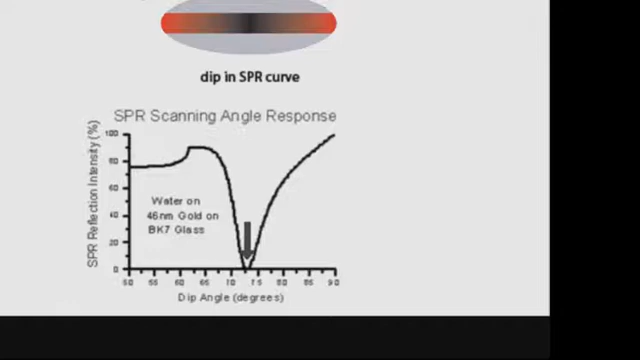 dip in SPR curve
SPR Scanning Angle Response
SPR Reflection Intensity (%)
100
80
60
40
20
0
Water on
46nm Gold on
BK7 Glass
50 55 60 65 70 75 80 85 90
Dip Angle (degrees)